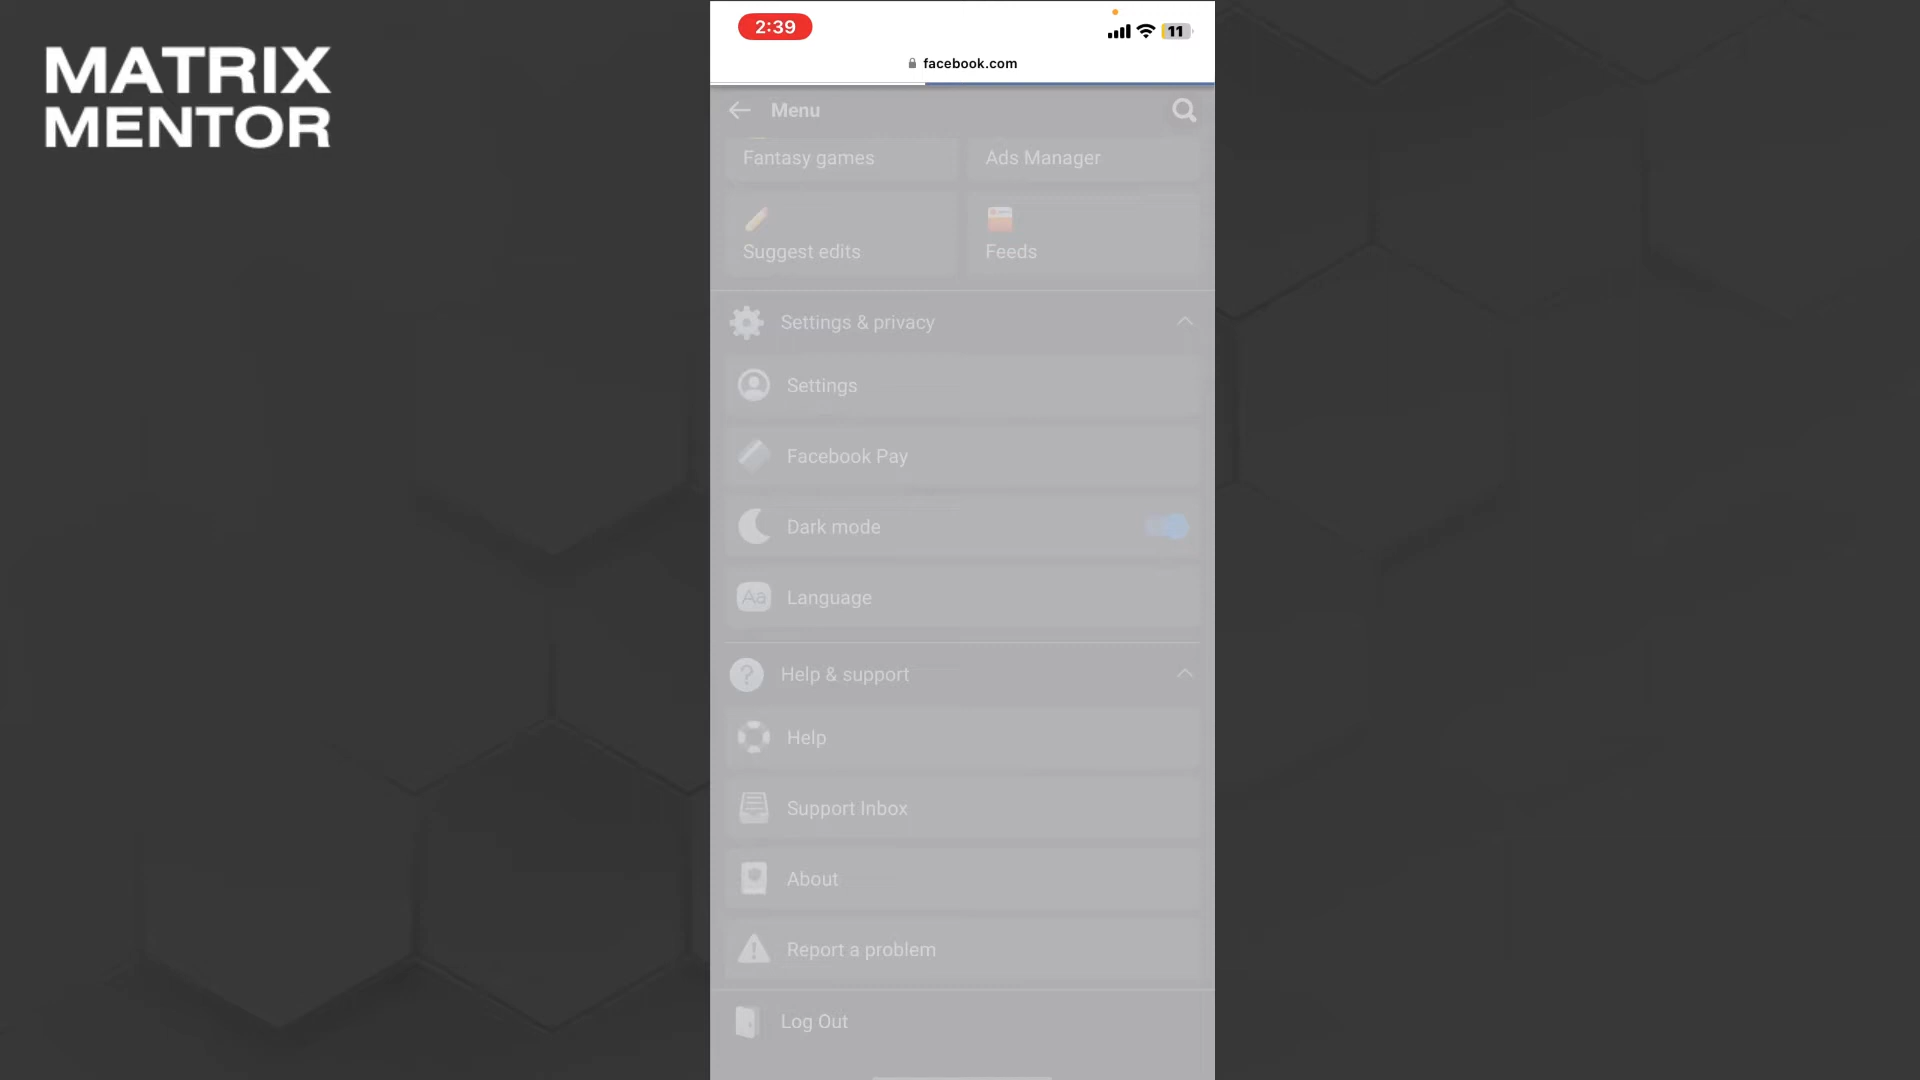 MATRIX
MENTOR
2:39
11
facebook.com
Menu
Fantasy games
Ads Manager
Suggest edits
Feeds
Settings & privacy
Settings
Facebook Pay
Dark mode
Aa Language
? Help & support
Help
Support Inbox
About
Report a problem
Log Out